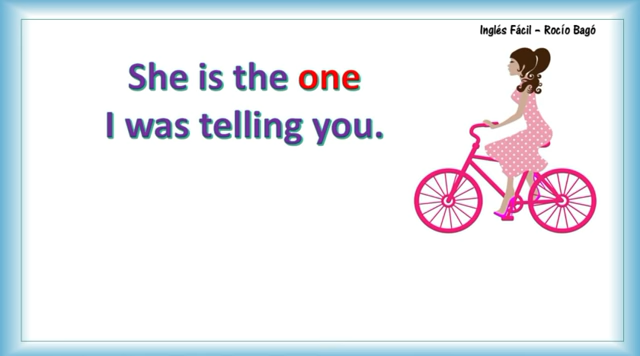 Inglés Fácil – Rocío Bagó
She is the one
I was telling you.